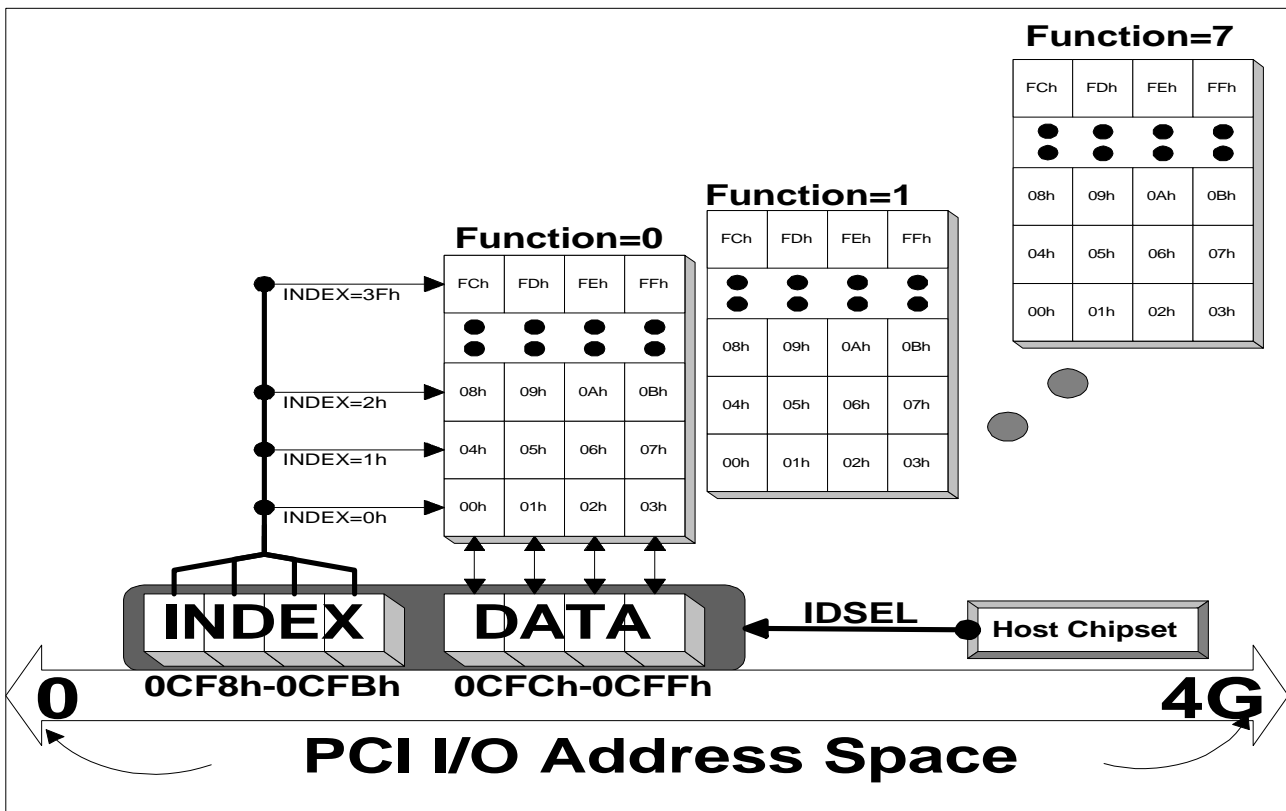 Function=7
FCh FDh FEh FFh
08h 09h 0Ah 0Bh
04h 05h 06h 07h
00h 01h 02h 03h
Function=1
FCh FDh FEh FFh
08h 09h 0Ah 0Bh
04h 05h 06h 07h
00h 01h 02h 03h
Function=0
FCh FDh FEh FFh
08h 09h 0Ah 0Bh
04h 05h 06h 07h
00h 01h 02h 03h
INDEX=3Fh
INDEX=2h
INDEX=1h
INDEX=0h
INDEX
DATA
IDSEL
Host Chipset
0CF8h-0CFBh
0CFCh-0CFFh
0
4G
PCI I/O Address Space